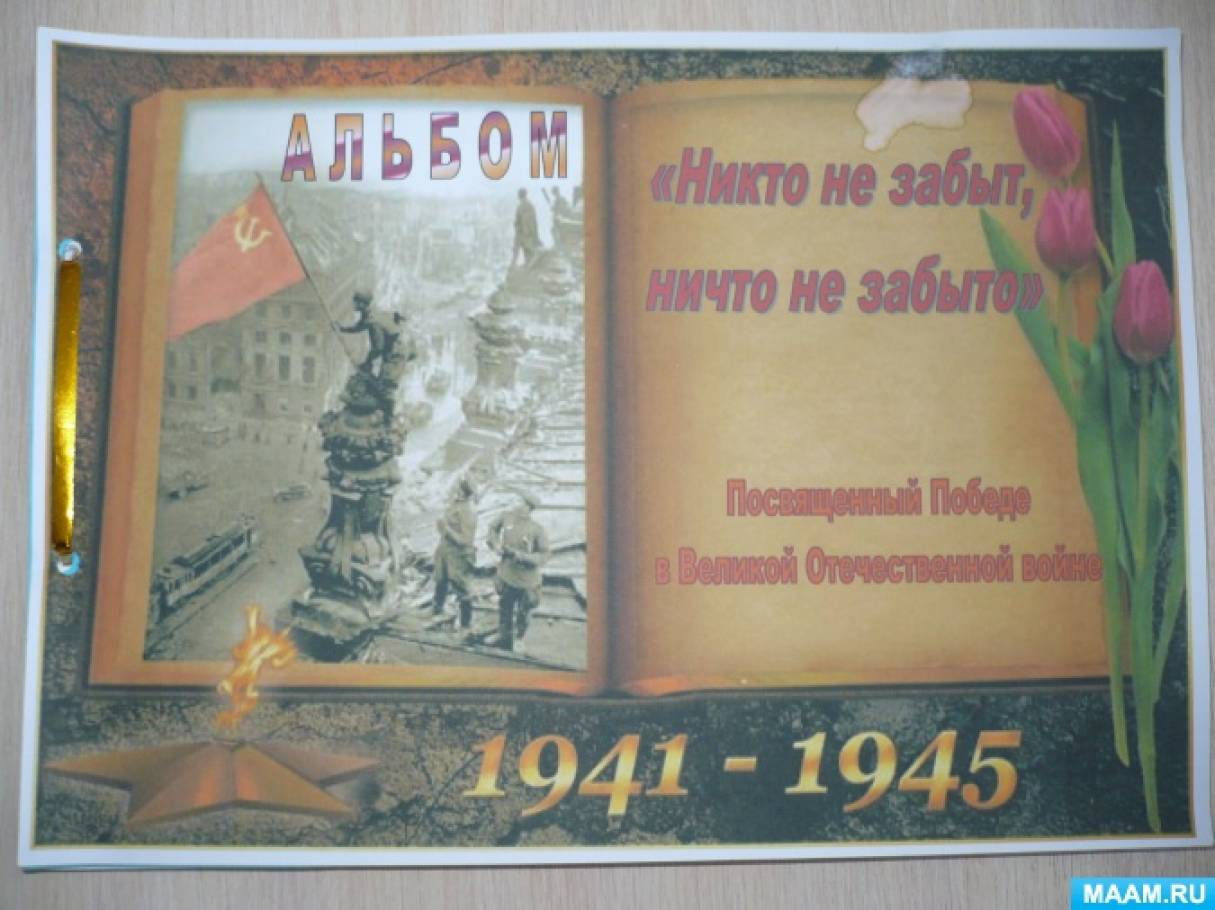 АЛЬБОМ
«Никто не забыт,
ничто не забыто»
Посвященный Победе
в Великой Отечественной войне
1941 - 1945
MAAM.RU